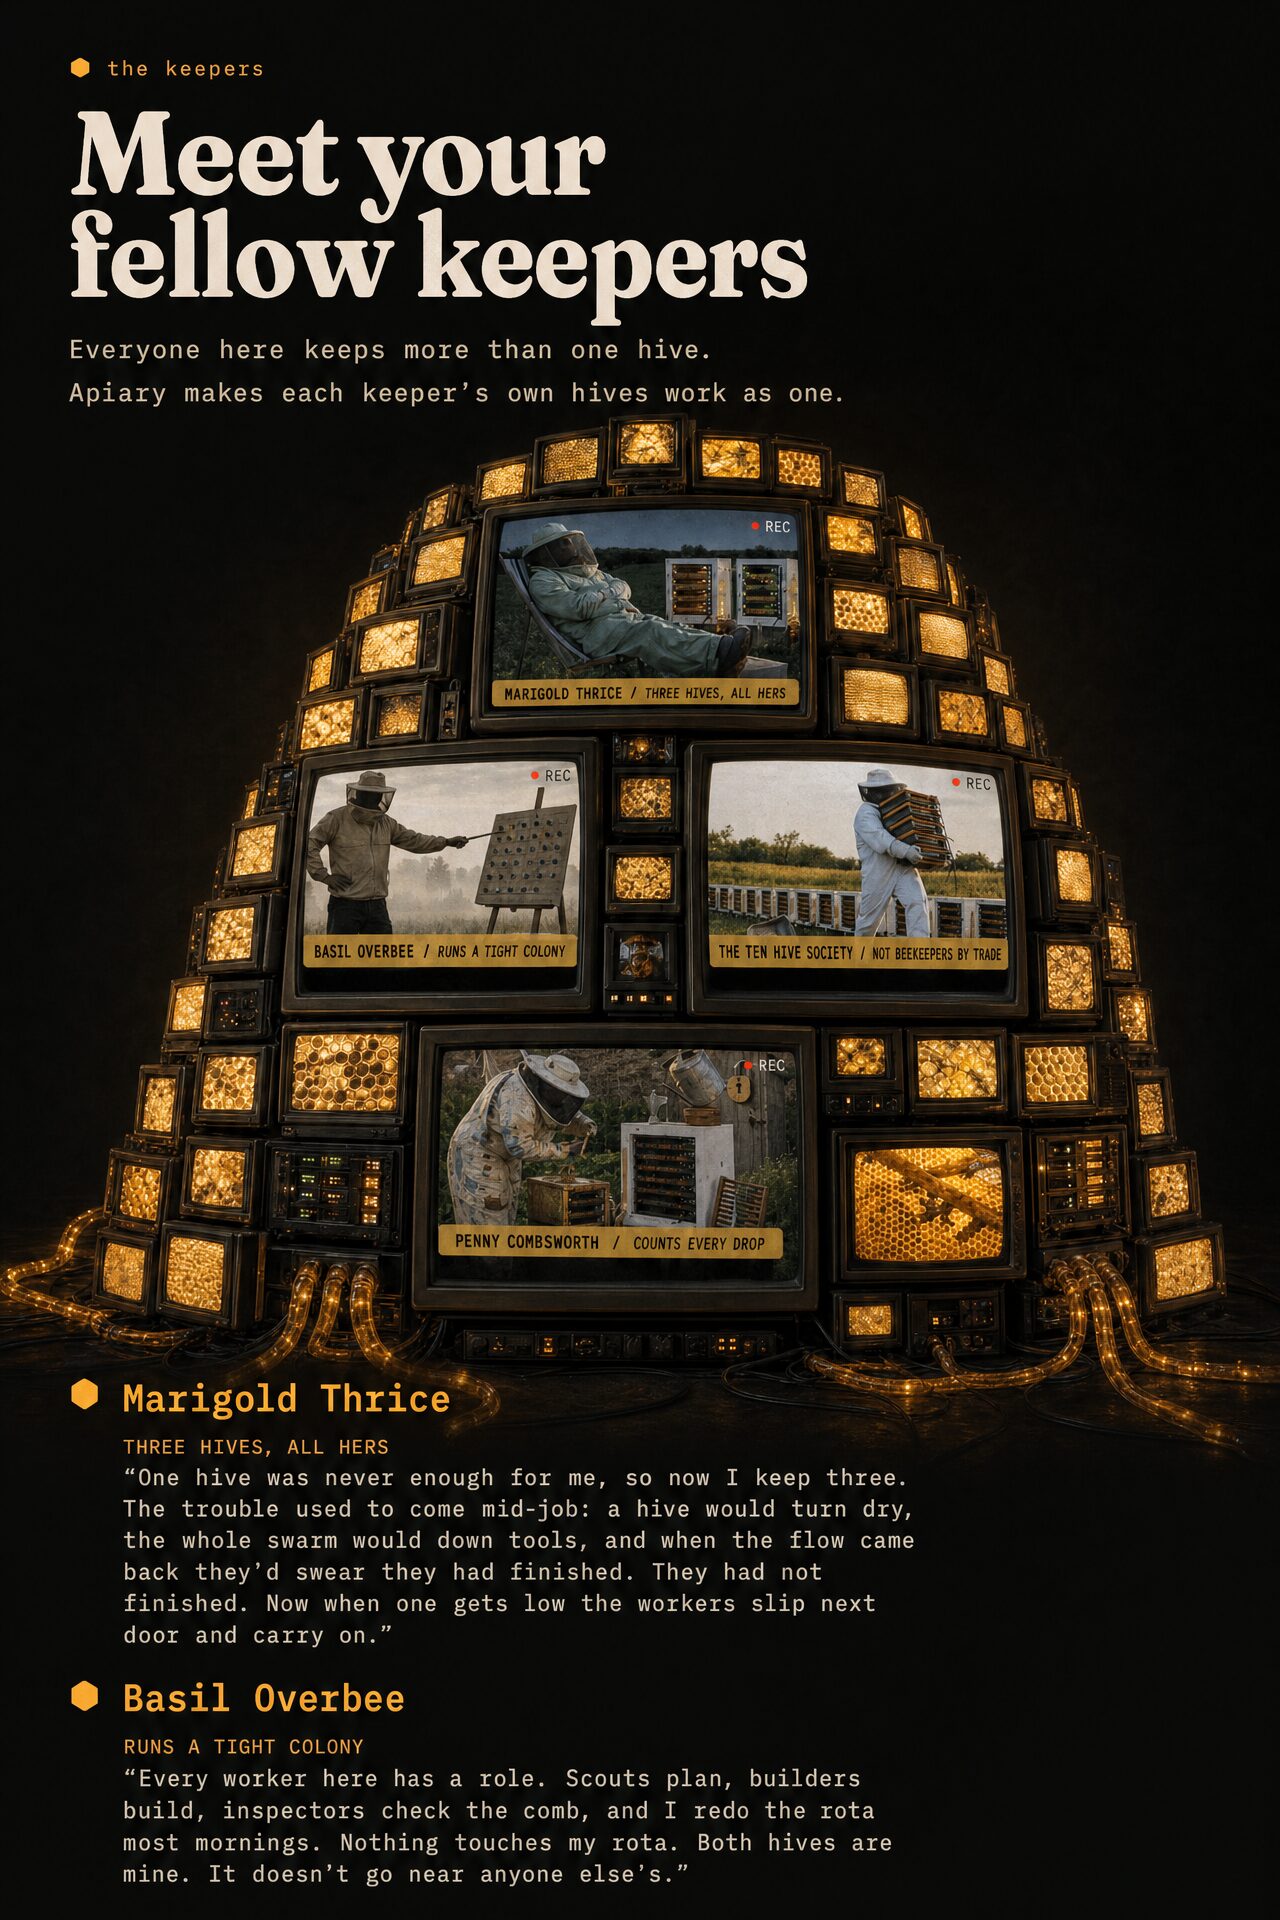 the keepers
Meet your
fellow keepers
Everyone here keeps more than one hive.
Apiary makes each keeper’s own hives work as one.
REC
MARIGOLD THRICE / THREE HIVES, ALL HERS
REC
BASIL OVERBEE / RUNS A TIGHT COLONY
REC
THE TEN HIVE SOCIETY / NOT BEEKEEPERS BY TRADE
REC
PENNY COMBSWORTH / COUNTS EVERY DROP
Marigold Thrice
THREE HIVES, ALL HERS
“One hive was never enough for me, so now I keep three.
The trouble used to come mid-job: a hive would turn dry,
the whole swarm would down tools, and when the flow came
back they’d swear they had finished. They had not
finished. Now when one gets low the workers slip next
door and carry on.”
Basil Overbee
RUNS A TIGHT COLONY
“Every worker here has a role. Scouts plan, builders
build, inspectors check the comb, and I redo the rota
most mornings. Nothing touches my rota. Both hives are
mine. It doesn’t go near anyone else’s.”